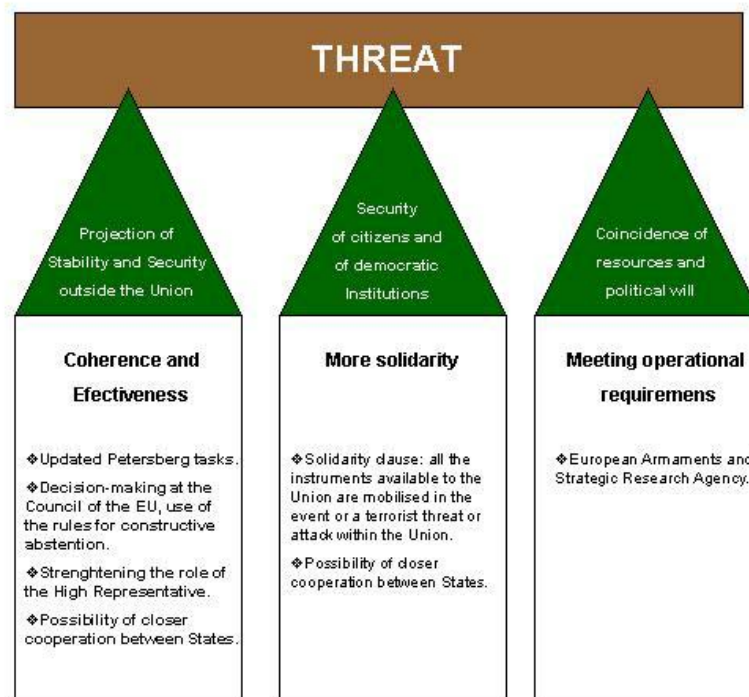 THREAT
Projection of
Stability and Security
outside the Union
Security
of citizens and
of democratic
Institutions
Coincidence of
resources and
political will
Coherence and
Efectiveness
❖Updated Petersberg tasks.
❖Decision-making at the
Council of the EU, use of
the rules for constructive
abstention.
❖Strenghtening the role of
the High Representative.
❖Possibility of closer
cooperation between States.
More solidarity
❖Solidarity clause: all the
instruments available to the
Union are mobilised in the
event or a terrorist threat or
attack within the Union.
❖Possibility of closer
cooperation between States.
Meeting operational
requiremens
❖European Armaments and
Strategic Research Agency.